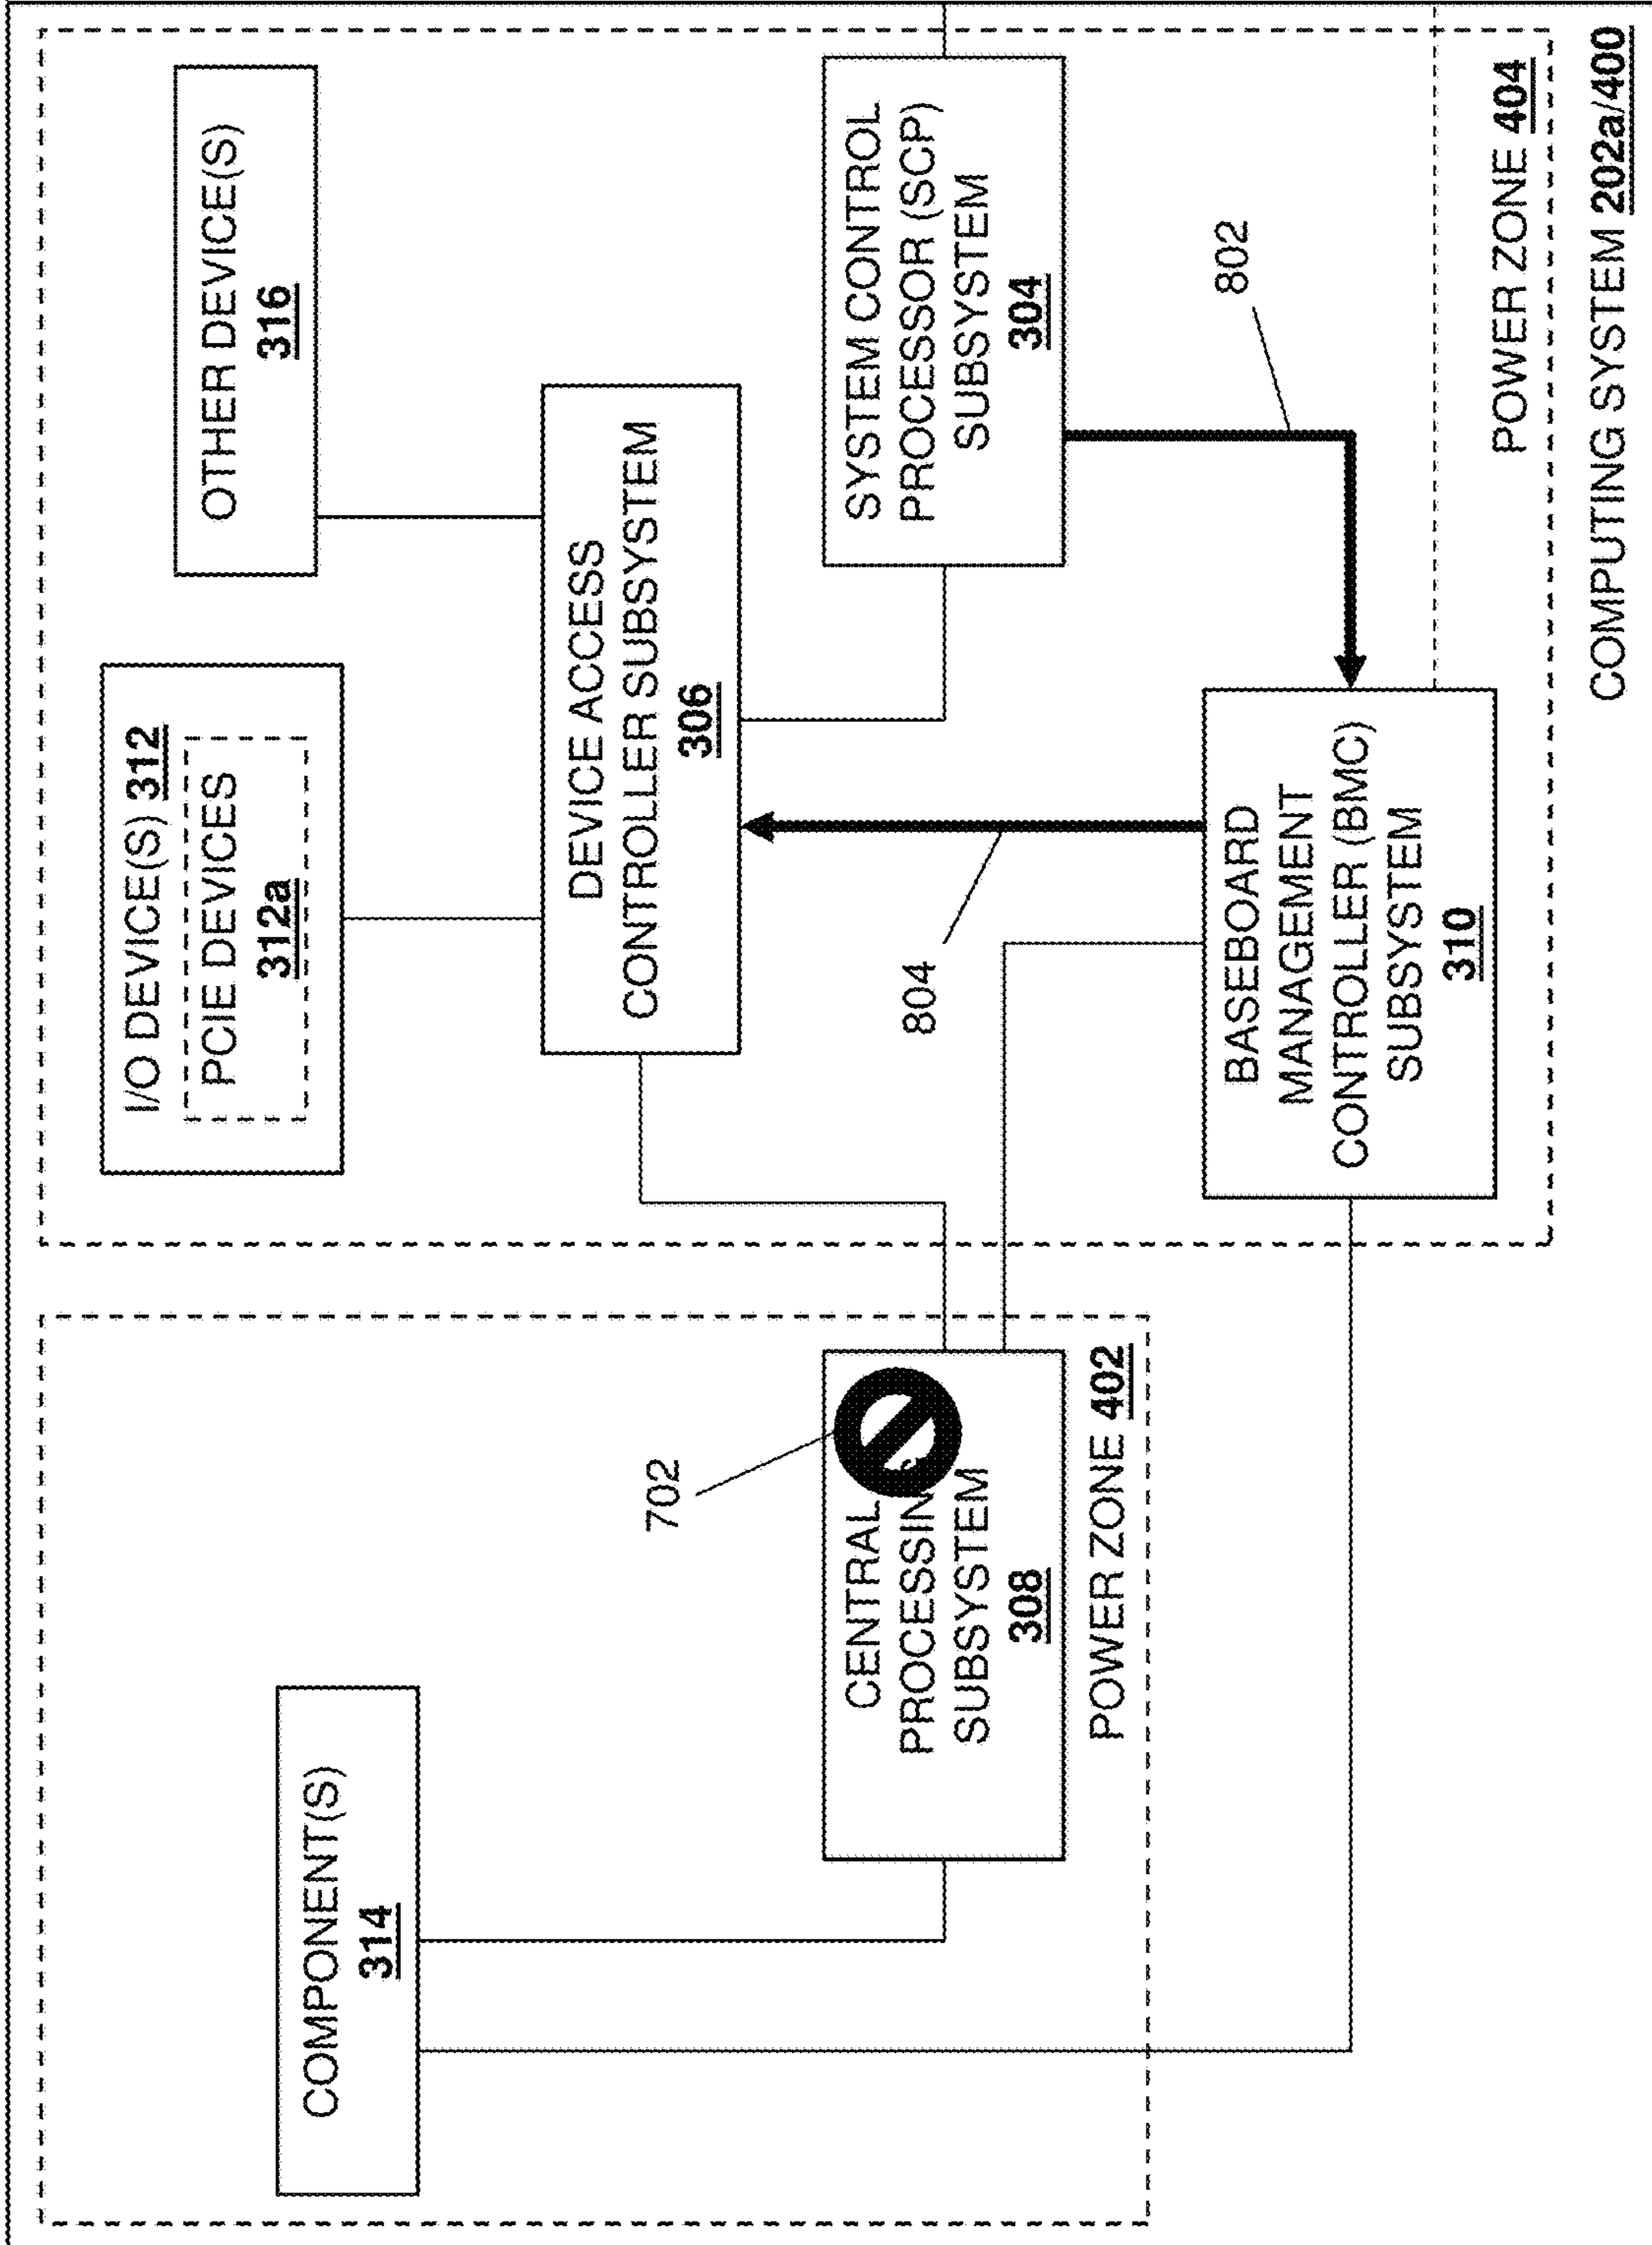 COMPONENT(S)
314
702
CENTRAL
PROCESSIN
SUBSYSTEM
308
POWER ZONE 402
I/O DEVICE(S) 312
PCIE DEVICES
312a
OTHER DEVICE(S)
316
DEVICE ACCESS
CONTROLLER SUBSYSTEM
306
804
SYSTEM CONTROL
PROCESSOR (SCP)
SUBSYSTEM
304
802
BASEBOARD
MANAGEMENT
CONTROLLER (BMC)
SUBSYSTEM
310
POWER ZONE 404
COMPUTING SYSTEM 202a/400